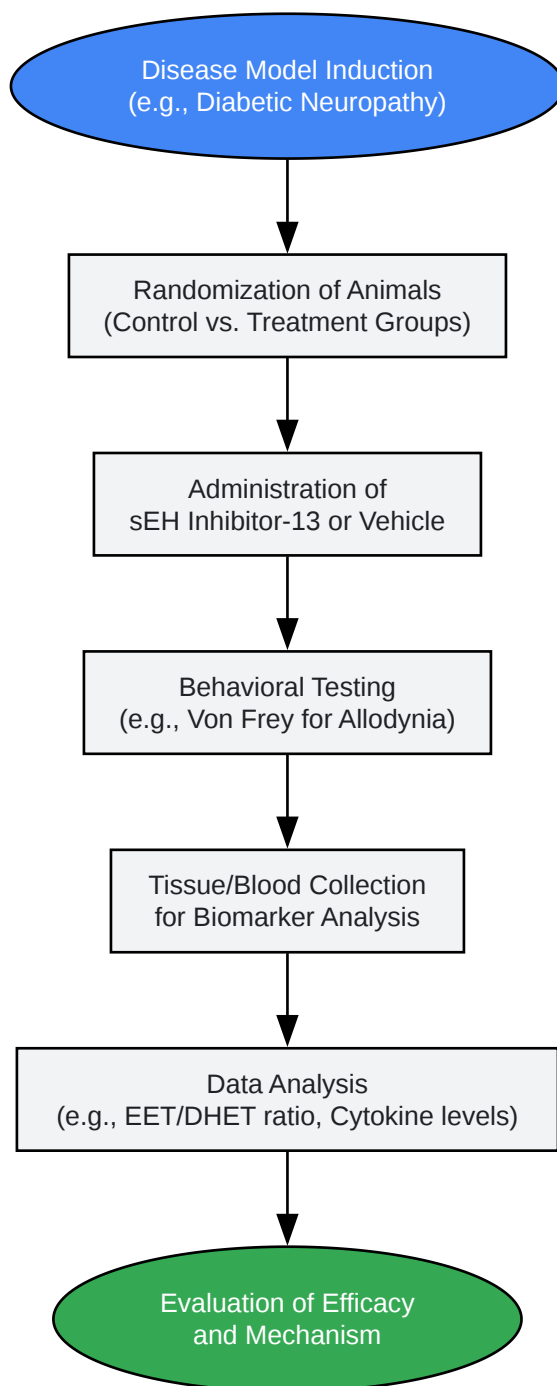 Disease Model Induction
(e.g., Diabetic Neuropathy)
Randomization of Animals
(Control vs. Treatment Groups)
Administration of
sEH Inhibitor-13 or Vehicle
Behavioral Testing
(e.g., Von Frey for Allodynia)
Tissue/Blood Collection
for Biomarker Analysis
Data Analysis
(e.g., EET/DHET ratio, Cytokine levels)
Evaluation of Efficacy
and Mechanism